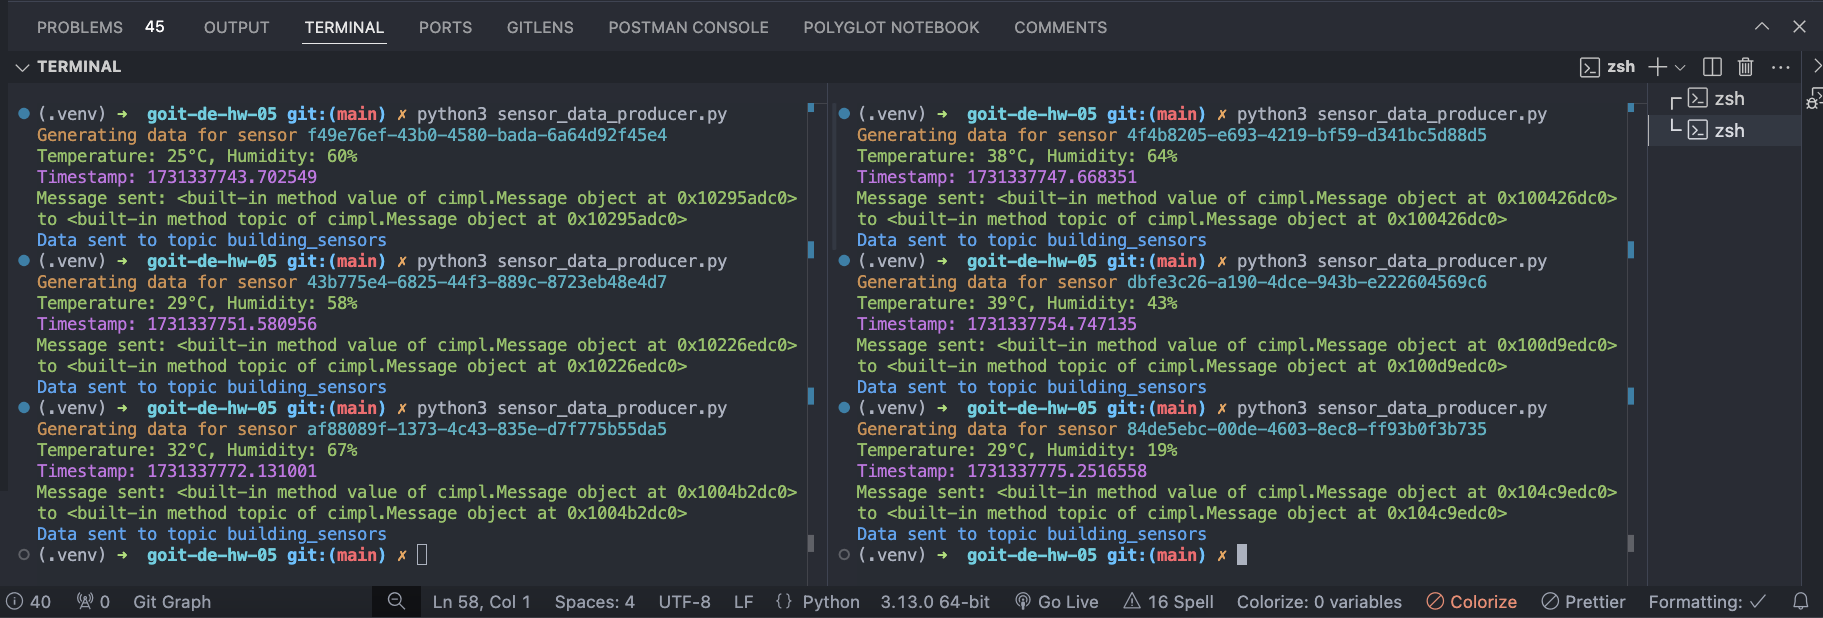 PROBLEMS 45 OUTPUT TERMINAL PORTS GITLENS POSTMAN CONSOLE POLYGLOT NOTEBOOK COMMENTS
TERMINAL
zsh
(.venv) ➜ goit-de-hw-05 git:(main) ✗ python3 sensor_data_producer.py
Generating data for sensor f49e76ef-43b0-4580-bada-6a64d92f45e4
Temperature: 25°C, Humidity: 60%
Timestamp: 1731337743.702549
Message sent: <built-in method value of cimpl.Message object at 0x10295adc0>
to <built-in method topic of cimpl.Message object at 0x10295adc0>
Data sent to topic building_sensors
(.venv) ➜ goit-de-hw-05 git:(main) ✗ python3 sensor_data_producer.py
Generating data for sensor 43b775e4-6825-44f3-889c-8723eb48e4d7
Temperature: 29°C, Humidity: 58%
Timestamp: 1731337751.580956
Message sent: <built-in method value of cimpl.Message object at 0x10226edc0>
to <built-in method topic of cimpl.Message object at 0x10226edc0>
Data sent to topic building_sensors
(.venv) ➜ goit-de-hw-05 git:(main) ✗ python3 sensor_data_producer.py
Generating data for sensor af88089f-1373-4c43-835e-d7f775b55da5
Temperature: 32°C, Humidity: 67%
Timestamp: 1731337772.131001
Message sent: <built-in method value of cimpl.Message object at 0x1004b2dc0>
to <built-in method topic of cimpl.Message object at 0x1004b2dc0>
Data sent to topic building_sensors
(.venv) ➜ goit-de-hw-05 git:(main) ✗
(.venv) ➜ goit-de-hw-05 git:(main) ✗ python3 sensor_data_producer.py
Generating data for sensor 4f4b8205-e693-4219-bf59-d341bc5d88d5
Temperature: 38°C, Humidity: 64%
Timestamp: 1731337747.668351
Message sent: <built-in method value of cimpl.Message object at 0x100426dc0>
to <built-in method topic of cimpl.Message object at 0x100426dc0>
Data sent to topic building_sensors
(.venv) ➜ goit-de-hw-05 git:(main) ✗ python3 sensor_data_producer.py
Generating data for sensor dbfe3c26-a190-4dce-943b-e222604569c6
Temperature: 39°C, Humidity: 43%
Timestamp: 1731337754.747135
Message sent: <built-in method value of cimpl.Message object at 0x100d9edc0>
to <built-in method topic of cimpl.Message object at 0x100d9edc0>
Data sent to topic building_sensors
(.venv) ➜ goit-de-hw-05 git:(main) ✗ python3 sensor_data_producer.py
Generating data for sensor 84de5ebc-00de-4603-8ec8-ff93b0f3b735
Temperature: 29°C, Humidity: 19%
Timestamp: 1731337775.2516558
Message sent: <built-in method value of cimpl.Message object at 0x104c9edc0>
to <built-in method topic of cimpl.Message object at 0x104c9edc0>
Data sent to topic building_sensors
(.venv) ➜ goit-de-hw-05 git:(main) ✗
zsh
zsh
40 0 Git Graph Ln 58, Col 1 Spaces: 4 UTF-8 LF {} Python 3.13.0 64-bit Go Live 16 Spell Colorize: 0 variables Colorize Prettier Formatting: ✓